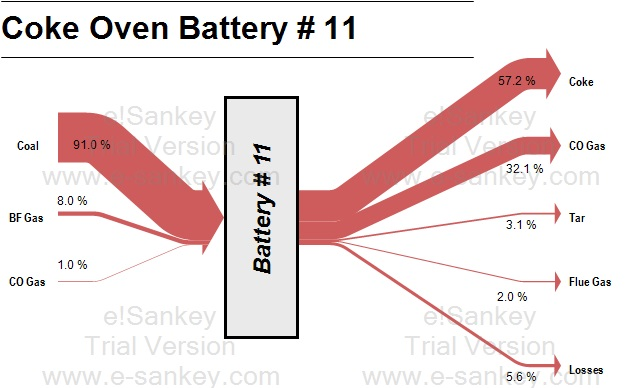 Coke Oven Battery # 11
57.2 %
Coke
e!Sankey
Trial Version
www.e-sankey.com
e!Sankey
Trial Version
www.e-sankey.com
Coal
91.0 %
CO Gas
32.1 %
8.0 %
BF Gas
Battery # 11
Tar
3.1 %
1.0 %
CO Gas
Flue Gas
2.0 %
e!Sankey
Trial Version
www.e-sankey.com
e!Sankey
Trial Version
www.e-sankey.com
Losses
5.6 %